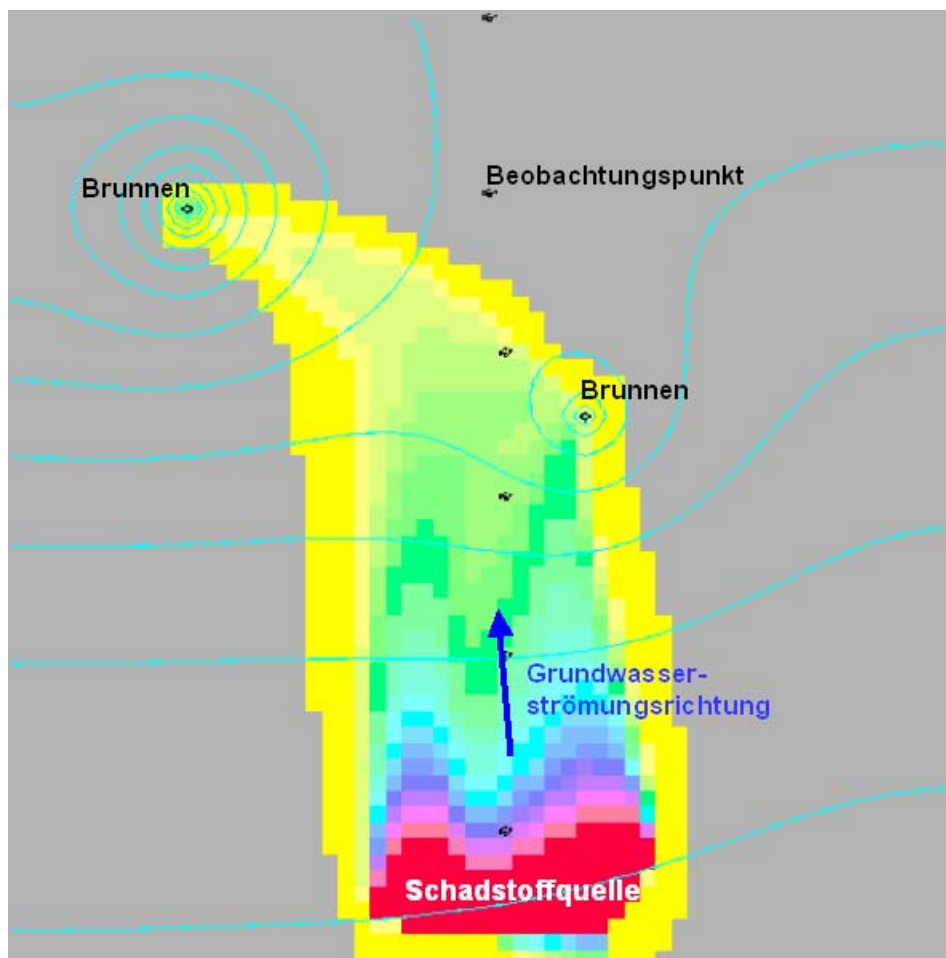 Beobachtungspunkt
Brunnen
Brunnen
Grundwasser-
strömungsrichtung
Schadstoffquelle